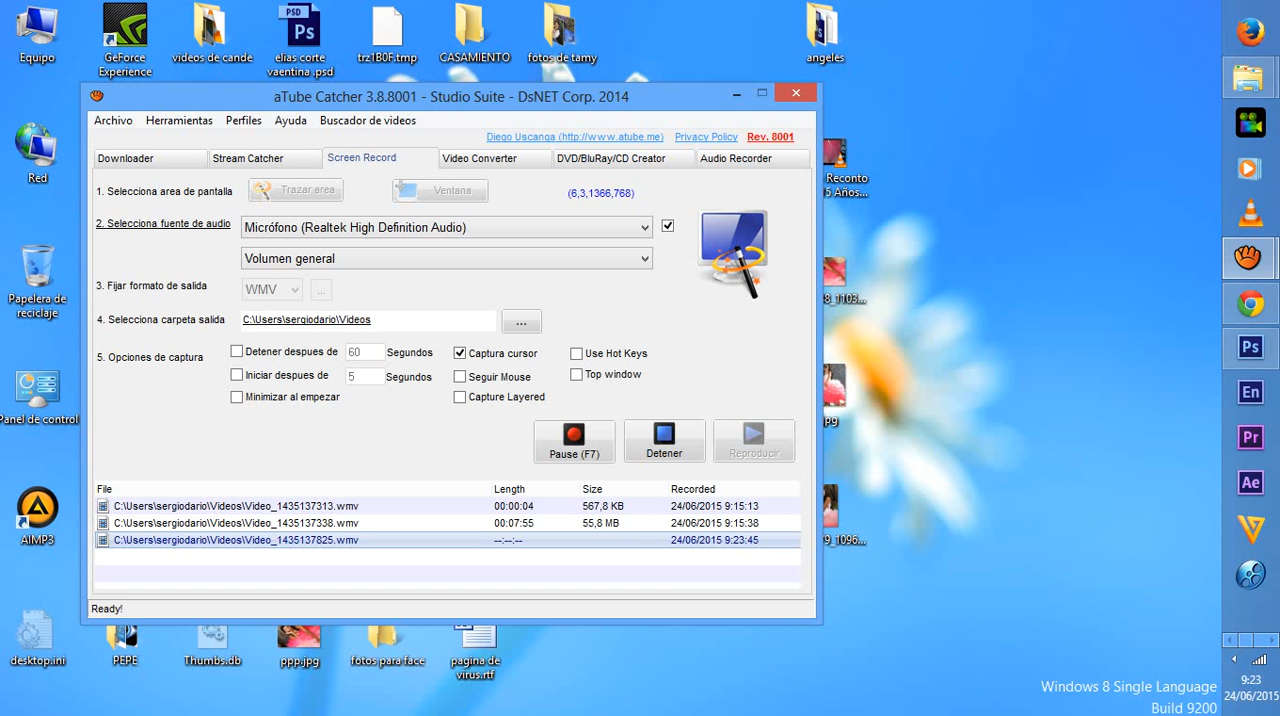 Equipo
GeForce
Experience
videos de cande
PSD
Ps
elias corte
vaentina .psd
trz1B0F.tmp
CASAMIENTO
fotos de tamy
angeles
aTube Catcher 3.8.8001 - Studio Suite - DsNET Corp. 2014
Archivo Herramientas Perfiles Ayuda Buscador de videos
Diego Uscanga (http://www.atube.me) Privacy Policy Rev. 8001
Downloader Stream Catcher Screen Record Video Converter DVD/BluRay/CD Creator Audio Recorder
1. Selecciona area de pantalla Trazar area Ventana (6,3,1366,768)
2. Selecciona fuente de audio Micrófono (Realtek High Definition Audio)
Volumen general
3. Fijar formato de salida WMV ...
4. Selecciona carpeta salida C:\Users\sergiodario\Videos ...
5. Opciones de captura
Detener despues de 60 Segundos
Iniciar despues de 5 Segundos
Minimizar al empezar
Captura cursor
Seguir Mouse
Capture Layered
Use Hot Keys
Top window
Pause (F7) Detener Reproducir
File Length Size Recorded
C:\Users\sergiodario\Videos\Video_1435137313.wmv 00:00:04 567,8 KB 24/06/2015 9:15:13
C:\Users\sergiodario\Videos\Video_1435137338.wmv 00:07:55 55,8 MB 24/06/2015 9:15:38
C:\Users\sergiodario\Videos\Video_1435137825.wmv --:--:-- 24/06/2015 9:23:45
Ready!
Red
Papelera de
reciclaje
Panel de control
AIMP3
desktop.ini
PEPE
Thumbs.db
ppp.jpg
fotos para face
pagina de
virus.rtf
Reconto
5 Años...
8_1103...
pg
9_1096...
Ps
En
Pr
Ae
9:23
24/06/2015
Windows 8 Single Language
Build 9200